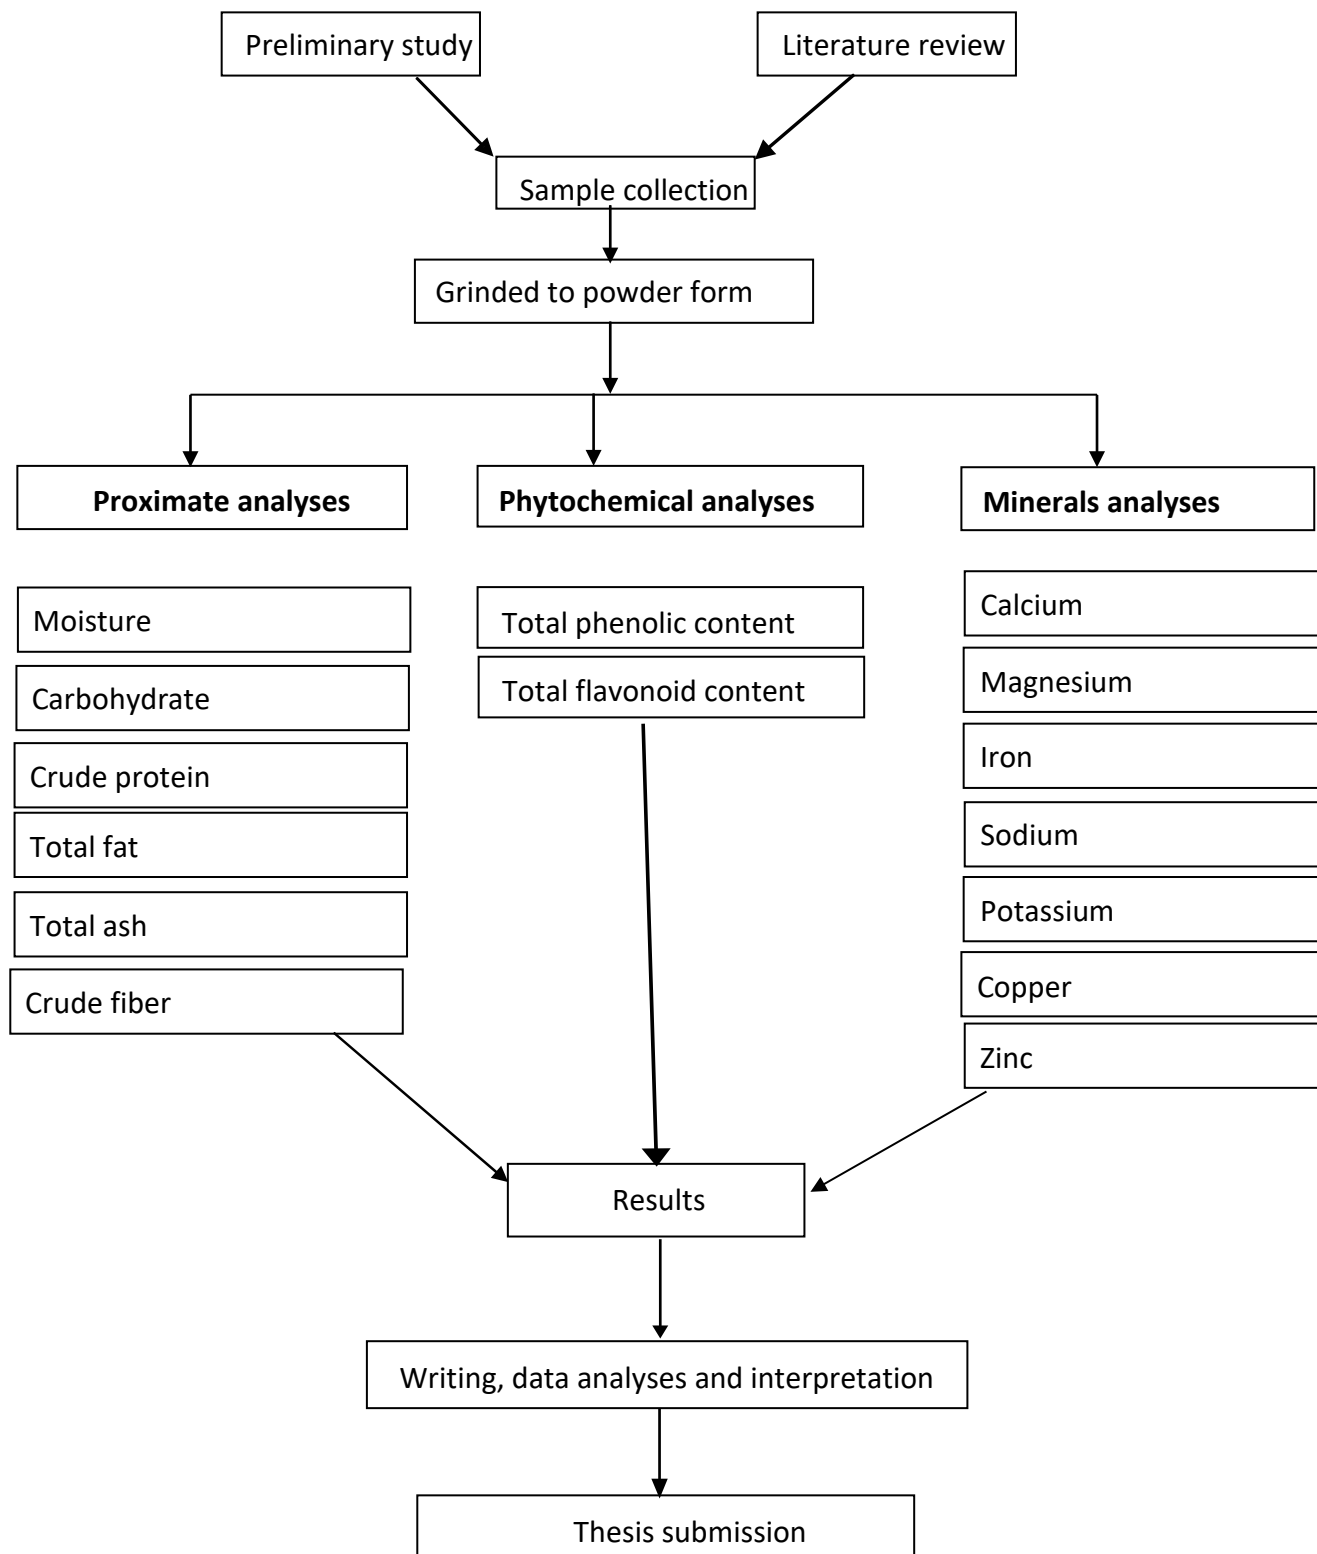 Preliminary study
Literature review
Sample collection
Grinded to powder form
Proximate analyses
Phytochemical analyses
Minerals analyses
Moisture
Carbohydrate
Crude protein
Total fat
Total ash
Crude fiber
Total phenolic content
Total flavonoid content
Calcium
Magnesium
Iron
Sodium
Potassium
Copper
Zinc
Results
Writing, data analyses and interpretation
Thesis submission